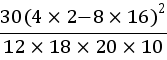 30(4 × 2−8 × 16)²
12 × 18 × 20 × 10